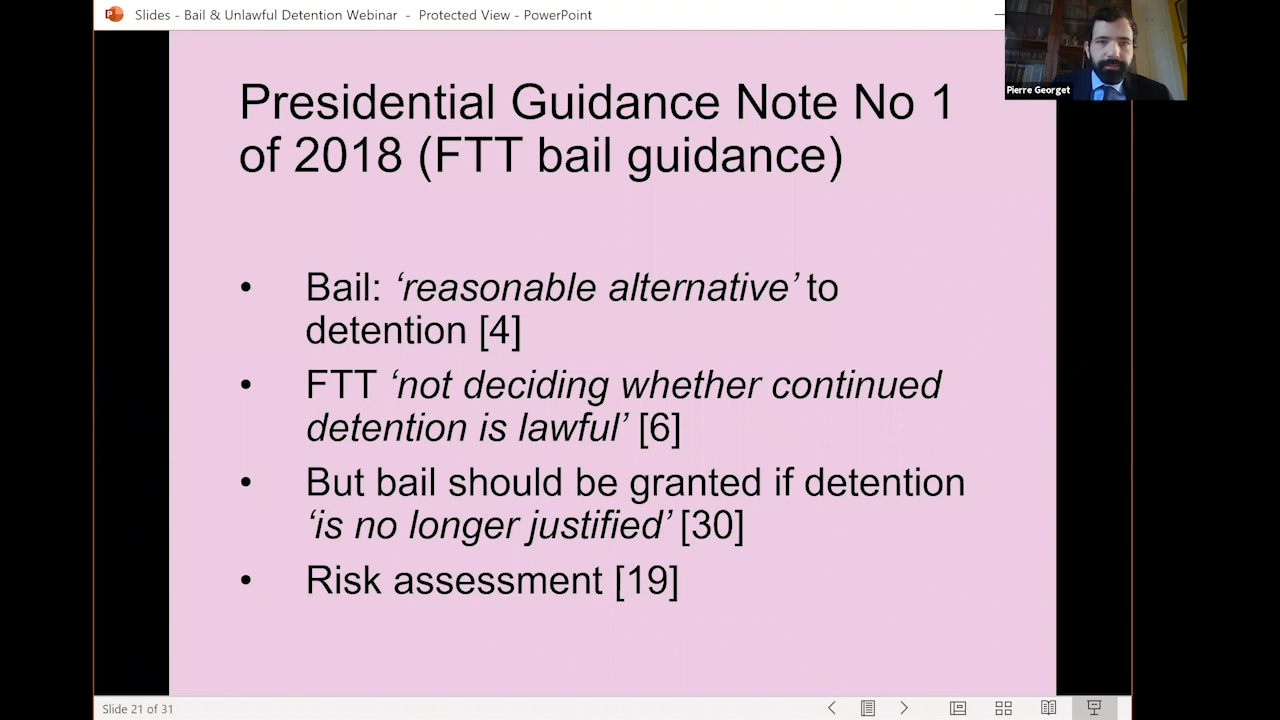 Slides - Bail & Unlawful Detention Webinar - Protected View - PowerPoint
Pierre Georget
Presidential Guidance Note No 1
of 2018 (FTT bail guidance)
• Bail: ‘reasonable alternative’ to
detention [4]
• FTT ‘not deciding whether continued
detention is lawful’ [6]
• But bail should be granted if detention
‘is no longer justified’ [30]
• Risk assessment [19]
Slide 21 of 31